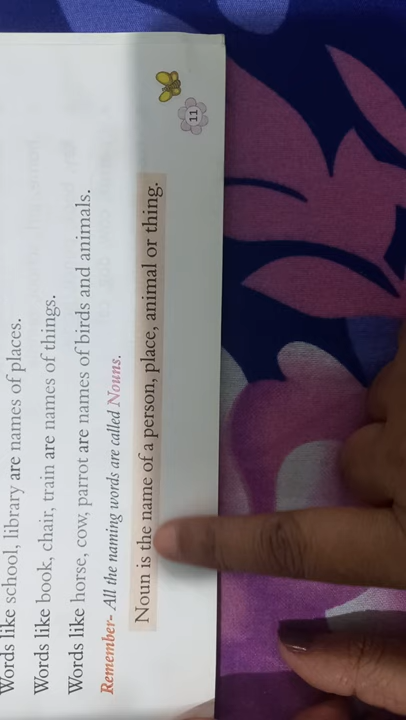 Words like school, library are names of places.
Words like book, chair, train are names of things.
Words like horse, cow, parrot are names of birds and animals.
Remember- All the naming words are called Nouns.
Noun is the name of a person, place, animal or thing.
11